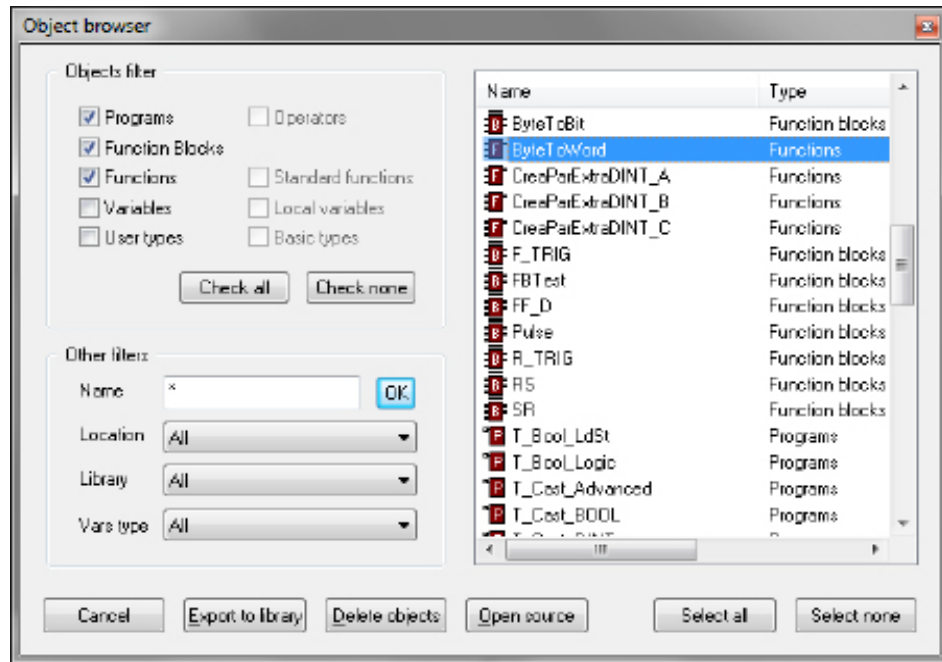 Object browser
Objects filter
Programs
Operators
Function Blocks
Functions
Standard functions
Variables
Local variables
User types
Basic types
Check all
Check none
Other filters
Name
*
OK
Location
All
Library
All
Vars type
All
Name Type
ByteToBit Function blocks
ByteToWord Functions
CreaParExtraDINT_A Functions
CreaParExtraDINT_B Functions
CreaParExtraDINT_C Functions
F_TRIG Function blocks
FBTest Function blocks
FF_D Function blocks
Pulse Function blocks
R_TRIG Function blocks
RS Function blocks
SR Function blocks
T_Bool_LdSt Programs
T_Bool_Logic Programs
T_Cast_Advanced Programs
T_Cast_BOOL Programs
Cancel
Export to library
Delete objects
Open source
Select all
Select none